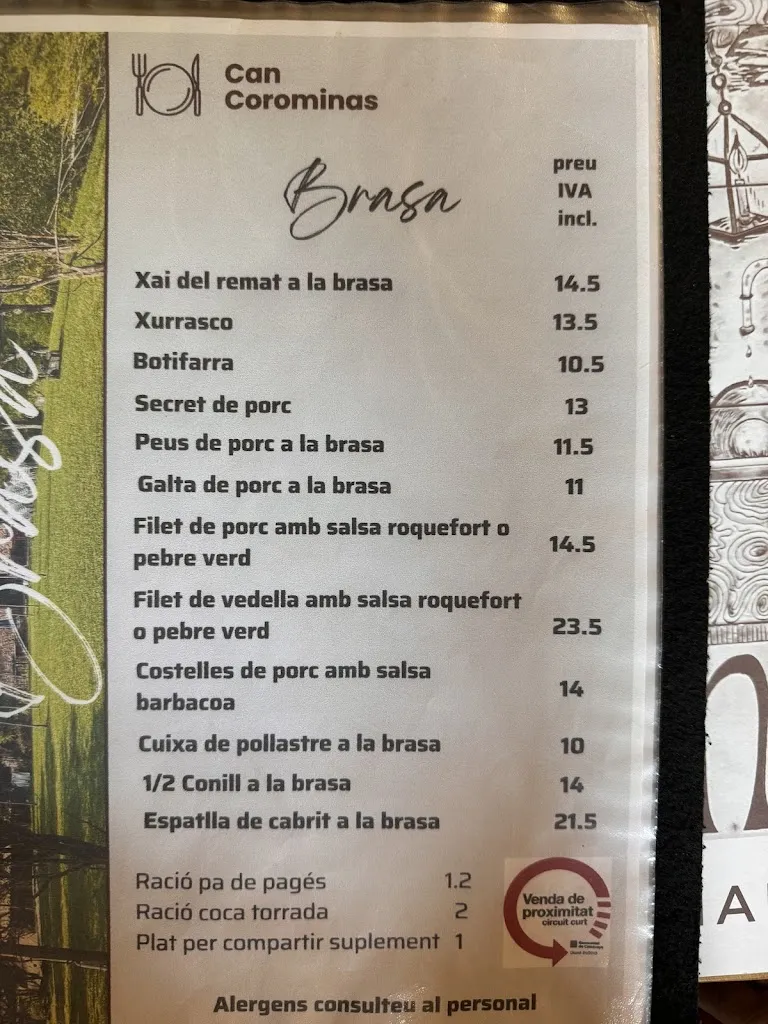 Can
Corominas
Brasa
preu
IVA
incl.
Xai del remat a la brasa 14.5
Xurrasco 13.5
Botifarra 10.5
Secret de porc 13
Peus de porc a la brasa 11.5
Galta de porc a la brasa 11
Filet de porc amb salsa roquefort o
pebre verd 14.5
Filet de vedella amb salsa roquefort
o pebre verd 23.5
Costelles de porc amb salsa
barbacoa 14
Cuixa de pollastre a la brasa 10
1/2 Conill a la brasa 14
Espatlla de cabrit a la brasa 21.5
Ració pa de pagés 1.2
Ració coca torrada 2
Plat per compartir suplement 1
Venda de
proximitat
circuit curt
Generalitat
de Catalunya
Alergens consulteu al personal